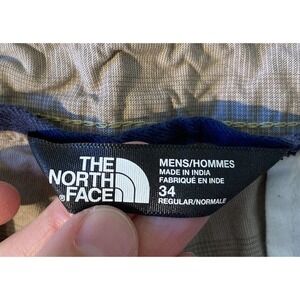 THE
NORTH
FACE
MENS/HOMMES
MADE IN INDIA
FABRIQUÉ EN INDE
34
REGULAR/NORMALE